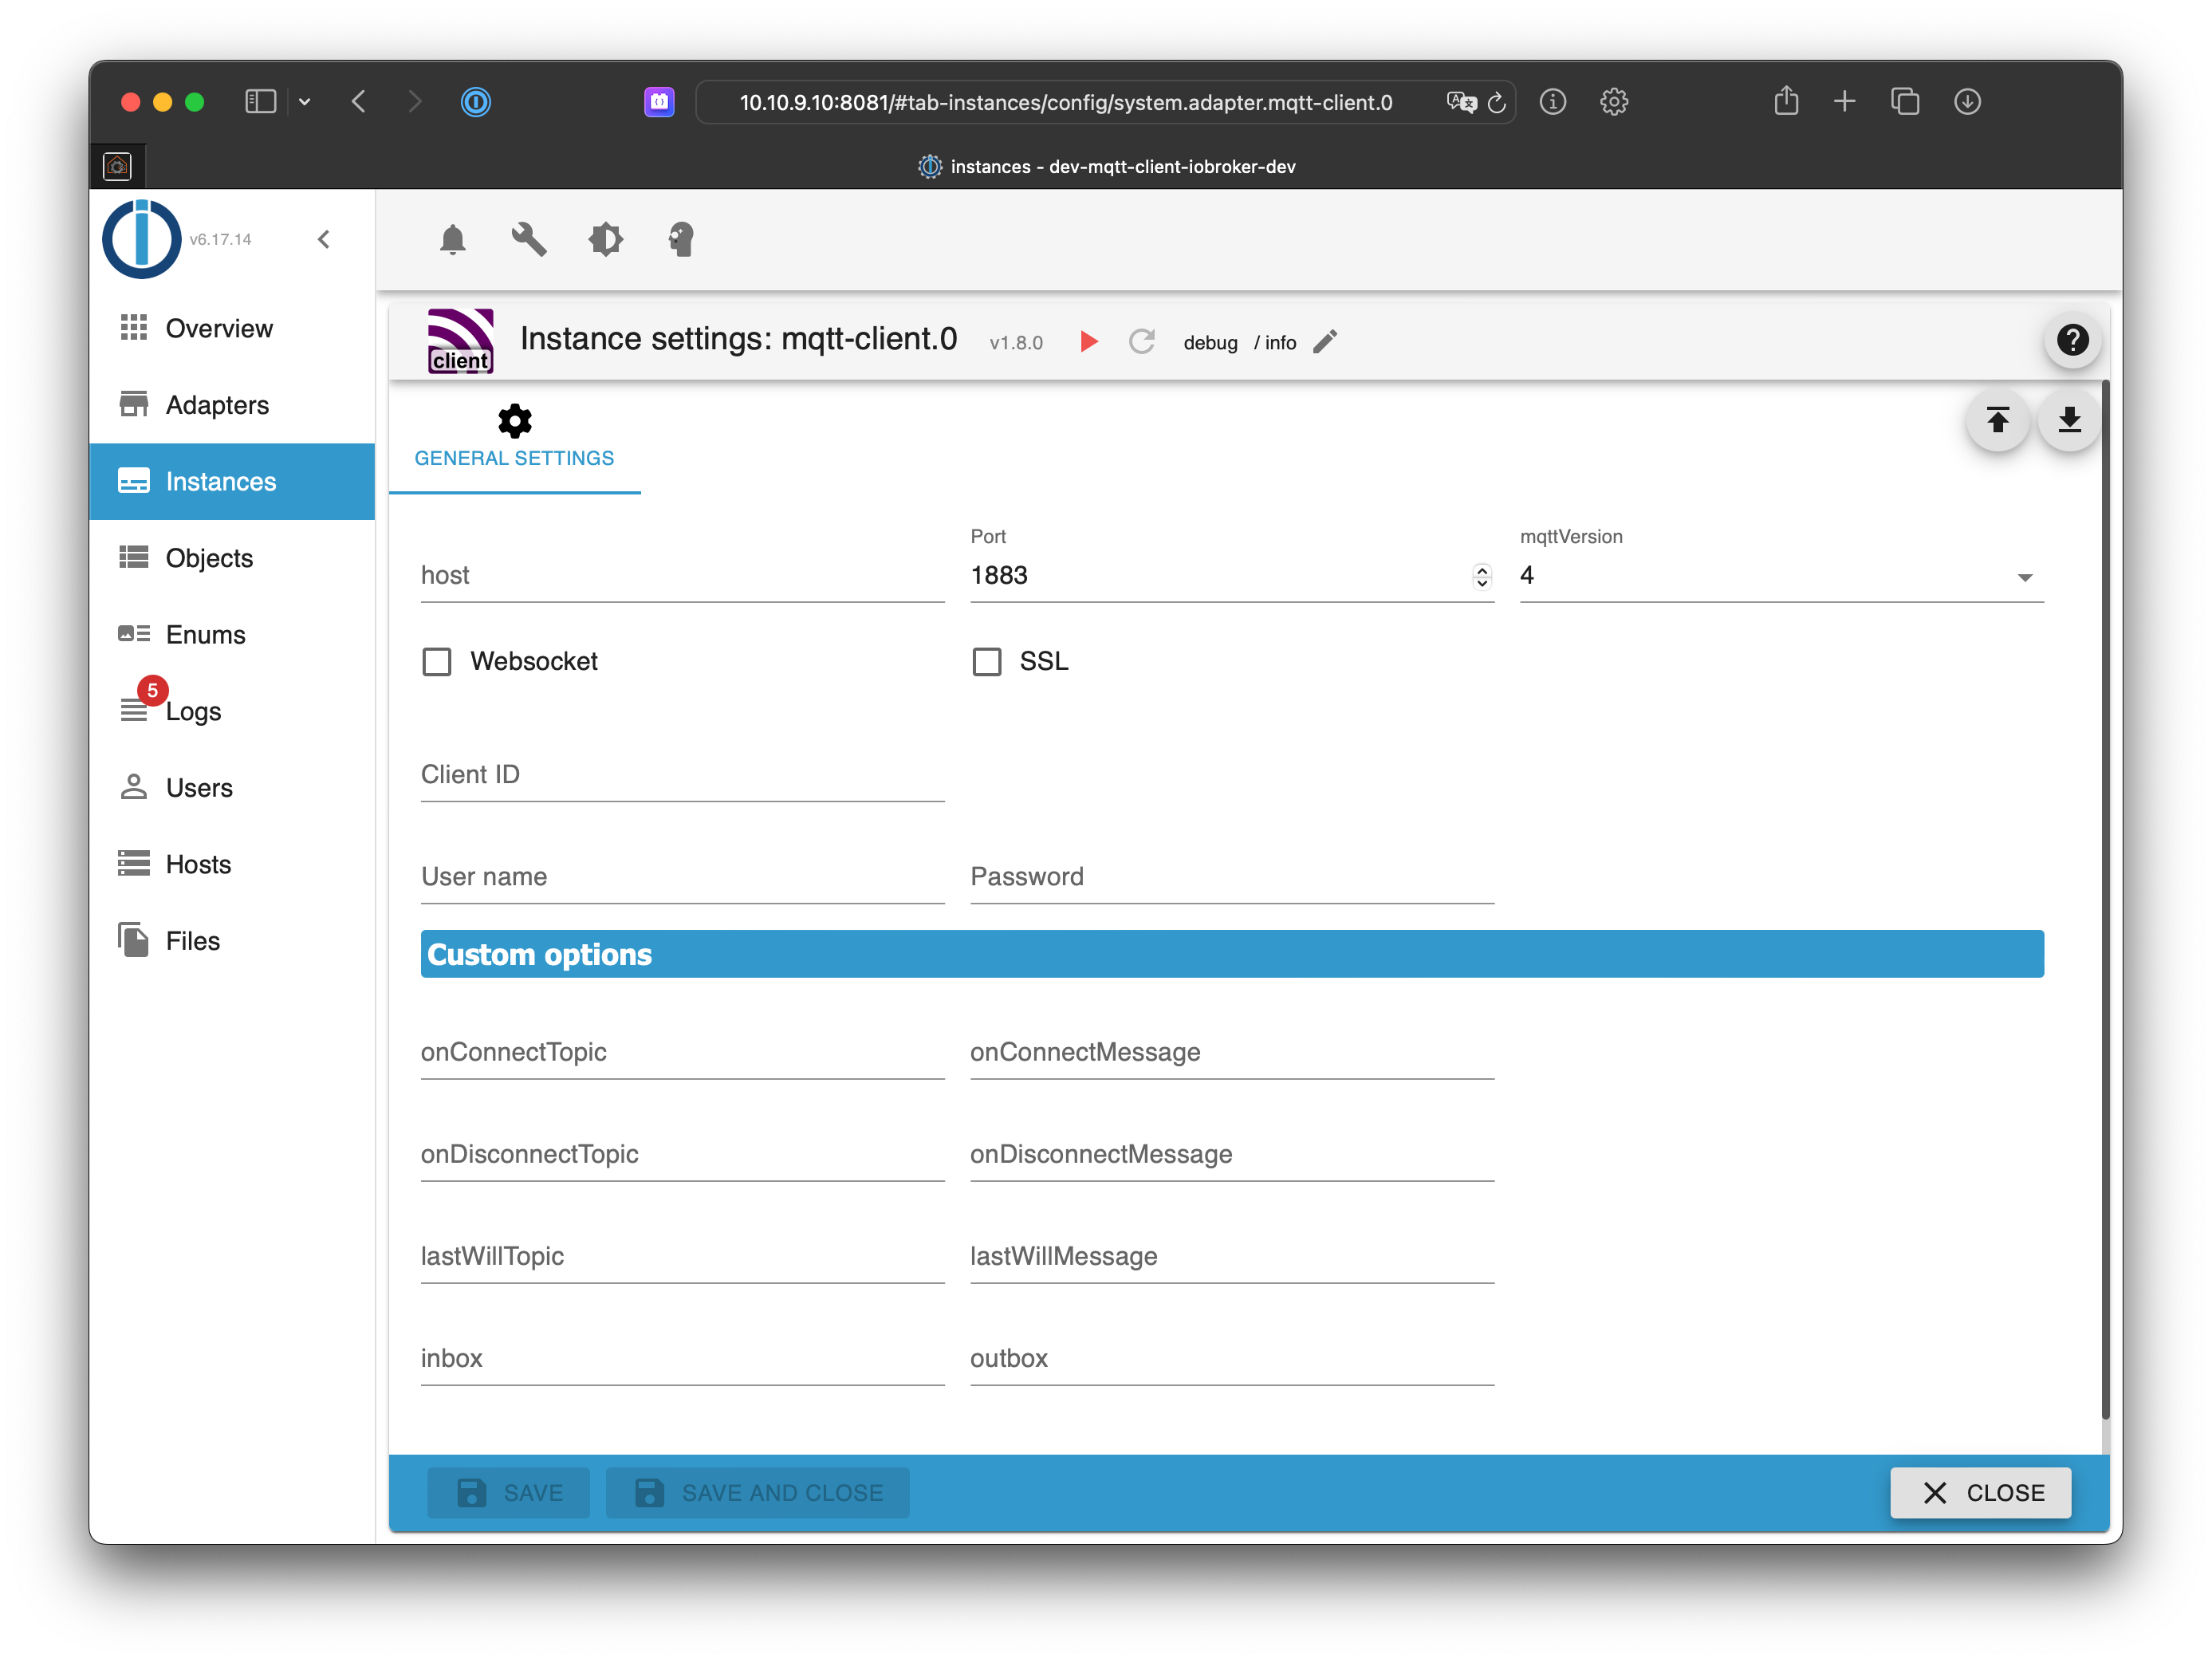 10.10.9.10:8081/#tab-instances/config/system.adapter.mqtt-client.0
instances - dev-mqtt-client-iobroker-dev
v6.17.14
Overview
Adapters
Instances
Objects
Enums
5
Logs
Users
Hosts
Files
client
Instance settings: mqtt-client.0 v1.8.0 debug / info
?
GENERAL SETTINGS
Port mqttVersion
host 1883 4
Websocket SSL
Client ID
User name Password
Custom options
onConnectTopic onConnectMessage
onDisconnectTopic onDisconnectMessage
lastWillTopic lastWillMessage
inbox outbox
SAVE SAVE AND CLOSE CLOSE